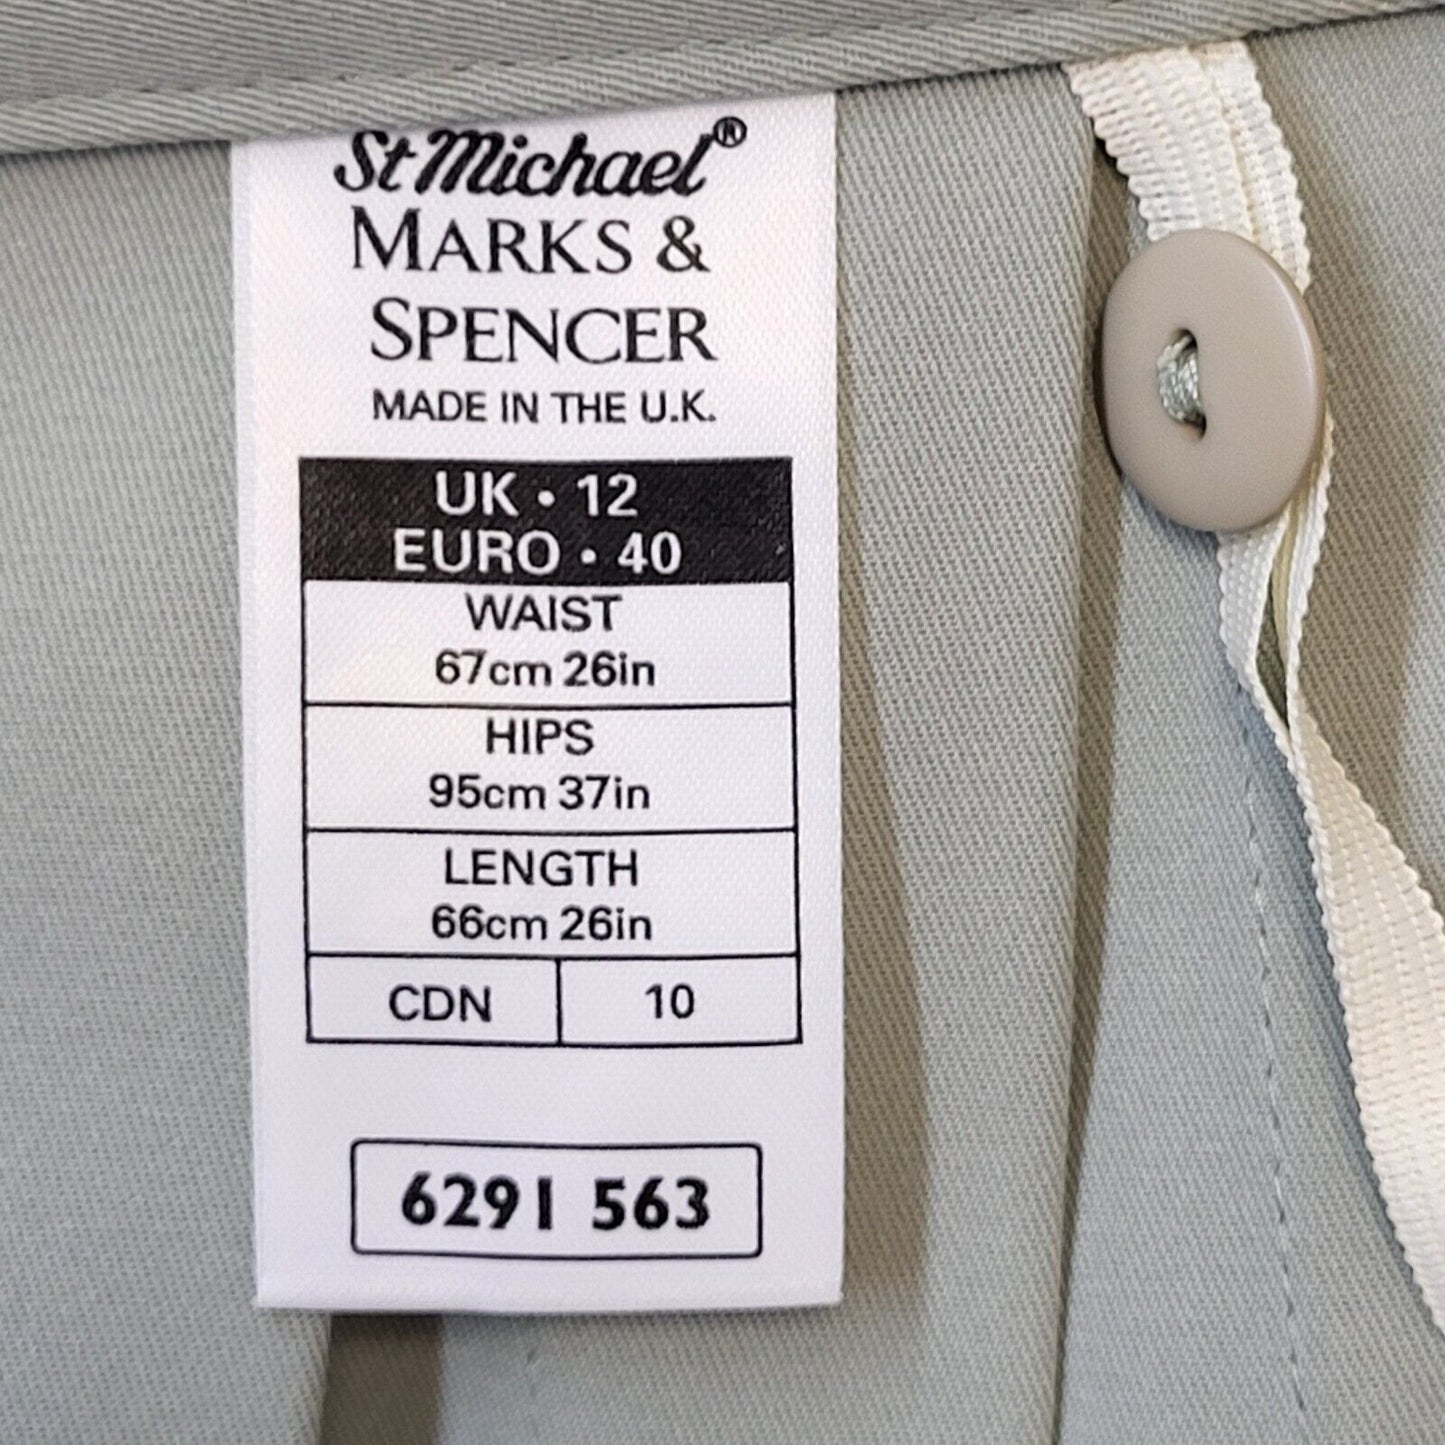 St Michael®
MARKS &
SPENCER
MADE IN THE U.K.
UK • 12
EURO • 40
WAIST
67cm 26in
HIPS
95cm 37in
LENGTH
66cm 26in
CDN 10
6291 563